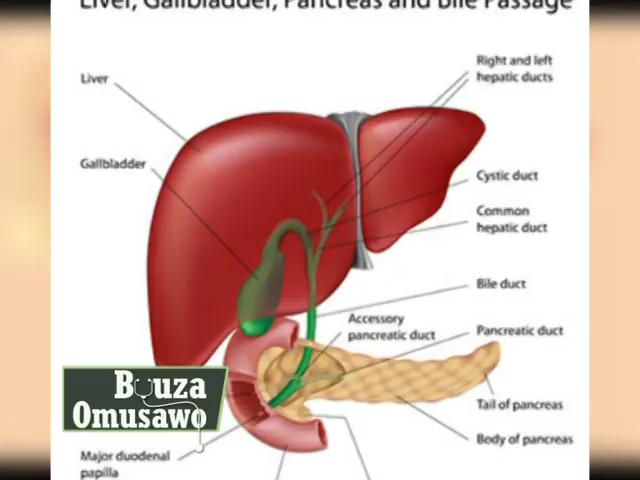 Liver, Gallbladder, Pancreas and Bile Passage
Right and left
hepatic ducts
Liver
Gallbladder
Cystic duct
Common
hepatic duct
Bile duct
Accessory
pancreatic duct
Pancreatic duct
Tail of pancreas
Body of pancreas
Major duodenal
papilla
Buuza
Omusawo